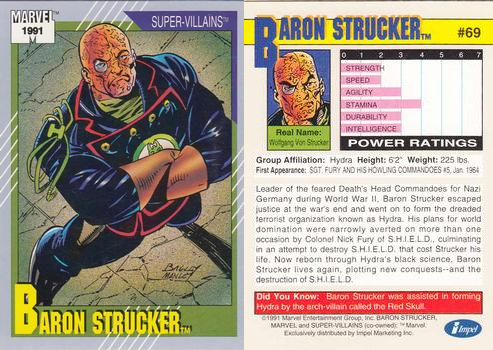 MARVEL
1991
SUPER-VILLAINS™
BAGLEY
BARON STRUCKER™
BARON STRUCKER™
#69
0 1 2 3 4 5 6 7
STRENGTH
SPEED
AGILITY
STAMINA
DURABILITY
INTELLIGENCE
Real Name:
Wolfgang Von Strucker
POWER RATINGS
Group Affiliation: Hydra Height: 6'2" Weight: 225 lbs.
First Appearance: SGT. FURY AND HIS HOWLING COMMANDOES #5, Jan. 1964
Leader of the feared Death's Head Commandoes for Nazi
Germany during World War II, Baron Strucker escaped
justice at the war's end and went on to form the dreaded
terrorist organization known as Hydra. His plans for world
domination were narrowly averted on more than one
occasion by Colonel Nick Fury of S.H.I.E.L.D., culminating
in an attempt to destroy S.H.I.E.L.D. that cost Strucker his
life. Now reborn through Hydra's black science, Baron
Strucker lives again, plotting new conquests--and the
destruction of S.H.I.E.L.D.
Did You Know: Baron Strucker was assisted in forming
Hydra by the arch-villain called the Red Skull.
©1991 Marvel Entertainment Group, Inc. BARON STRUCKER,
MARVEL and SUPER-VILLAINS (co-owned): ™ Marvel.
Exclusively distributed by Impel Marketing Inc.
Impel